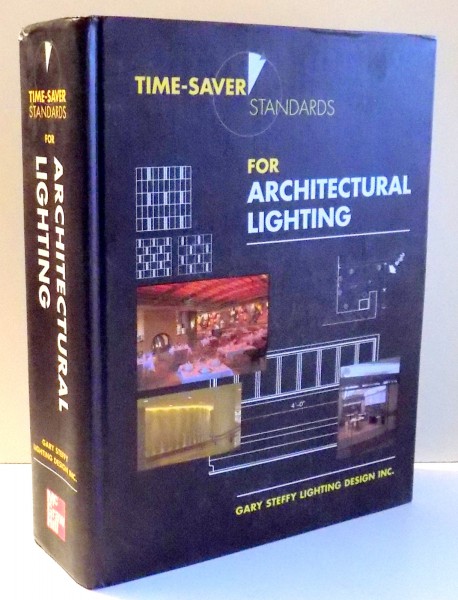 TIME-SAVER
STANDARDS
FOR
ARCHITECTURAL
LIGHTING
4'-0"
GARY STEFFY LIGHTING DESIGN INC.
TIME-SAVER
STANDARDS
FOR
ARCHITECTURAL
LIGHTING
GARY STEFFY
LIGHTING DESIGN INC.